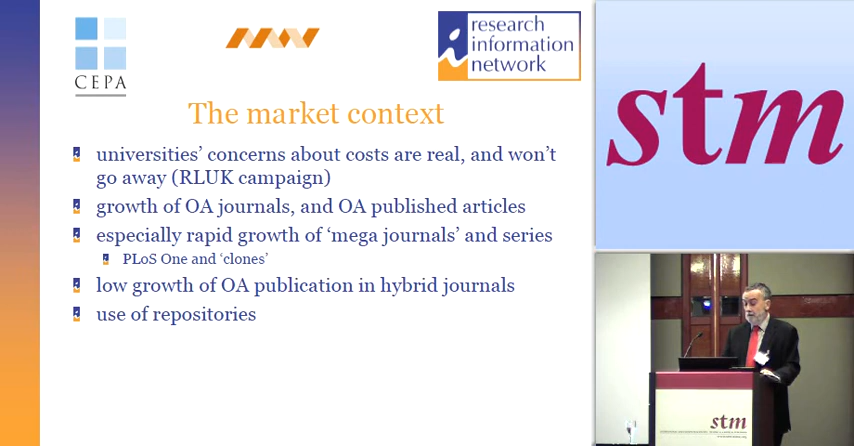 CEPA
research
information
network
The market context
universities’ concerns about costs are real, and won’t
go away (RLUK campaign)
growth of OA journals, and OA published articles
especially rapid growth of ‘mega journals’ and series
PLoS One and ‘clones’
low growth of OA publication in hybrid journals
use of repositories
stm
stm